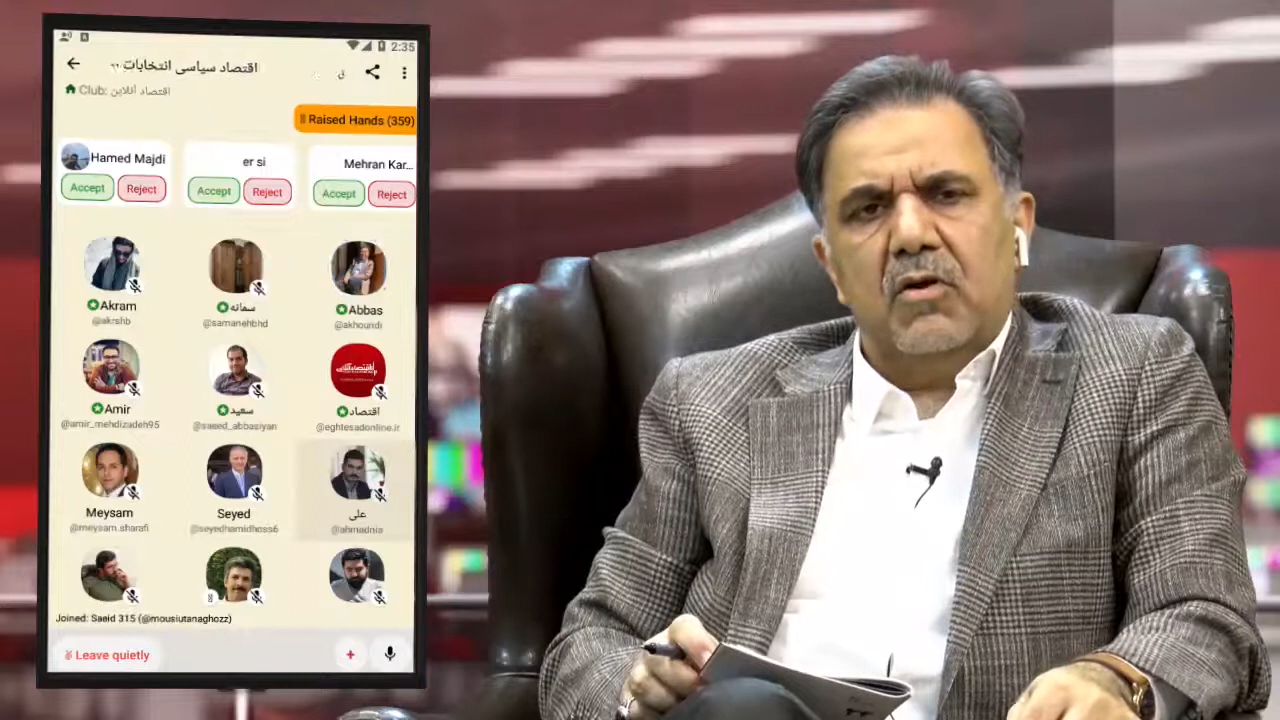 2:35
اقتصاد سیاسی انتخابات
Club: اقتصاد آنلاین
Raised Hands (359)
Hamed Majdi
er si
Mehran Kar...
Accept Reject
Accept Reject
Accept Reject
Akram
سمانه
Abbas
@akrshb
@samanehbhd
@akhoundi
اقتصادآنلاین
Amir
سعید
اقتصاد
@amir_mehdizadeh95
@saeed_abbasiyan
@eghtesadonline.ir
Meysam
Seyed
علی
@meysam.sharafi
@seyedhamidhoss6
@ahmadnia
Joined: Saeid 315 (@mousiutanaghozz)
Leave quietly